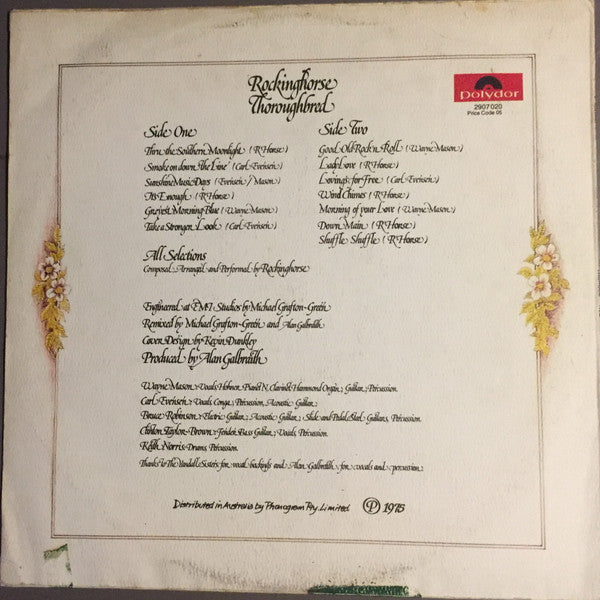 Rockinghorse
Thoroughbred
polydor
2907 020
Price Code 05
Side One
Thru the Southern Moonlight (R Horse)
Smoke on down The Line (Carl Evensen)
Sunshine Music Days (Evensen / Mason)
It's Enough (R Horse)
Greyest Morning Blue (Wayne Mason)
Take a Stronger Look (Carl Evensen)
Side Two
Good Old Rock 'n Roll (Wayne Mason)
Lady Love (R Horse)
Lovings for Free (Carl Evensen)
Wind Chimes (R Horse)
Morning of your Love (Wayne Mason)
Down Main (R Horse)
Shuffle Shuffle (R Horse)
All Selections
Composed, Arranged and Performed by Rockinghorse
Engineered at EMI Studios by Michael Grafton-Green
Remixed by Michael Grafton-Green and Alan Galbraith
Cover Design by Kevin Dunkley
Produced by Alan Galbraith
Wayne Mason - Vocals, Hohner, Pianet N, Clavinet, Hammond Organ, Guitar, Percussion.
Carl Evensen - Vocals, Conga, Percussion, Acoustic Guitar.
Bruce Robinson - Electric Guitar, Acoustic Guitar, Slide and Pedal Steel Guitars, Percussion.
Clinton Taylor-Brown - Fender Bass Guitar, Vocals, Percussion.
Keith Norris - Drums, Percussion.
Thanks to The Yandall Sisters for vocal backings and Alan Galbraith for vocals and percussion
Distributed in Australia by Phonogram Pty. Limited Ⓟ 1975